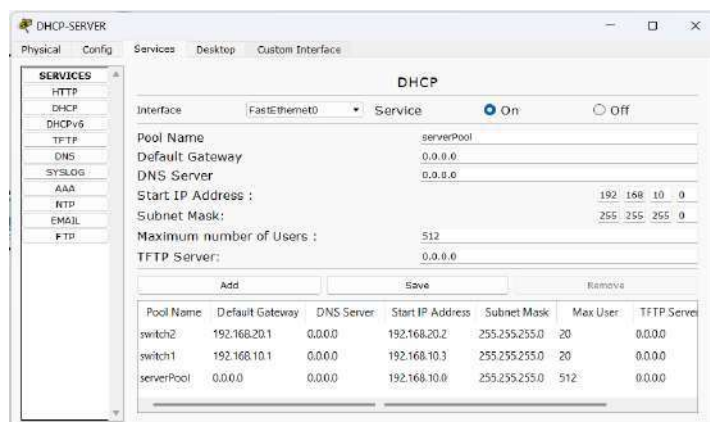 DHCP-SERVER
Physical Config Services Desktop Custom Interface
SERVICES
HTTP
DHCP
DHCPv6
TFTP
DNS
SYSLOG
AAA
NTP
EMAIL
FTP
DHCP
Interface FastEthernet0 Service On Off
Pool Name serverPool
Default Gateway 0.0.0.0
DNS Server 0.0.0.0
Start IP Address : 192 168 10 0
Subnet Mask: 255 255 255 0
Maximum number of Users : 512
TFTP Server: 0.0.0.0
Add Save Remove
Pool Name Default Gateway DNS Server Start IP Address Subnet Mask Max User TFTP Server
switch2 192.168.20.1 0.0.0.0 192.168.20.2 255.255.255.0 20 0.0.0.0
switch1 192.168.10.1 0.0.0.0 192.168.10.3 255.255.255.0 20 0.0.0.0
serverPool 0.0.0.0 0.0.0.0 192.168.10.0 255.255.255.0 512 0.0.0.0